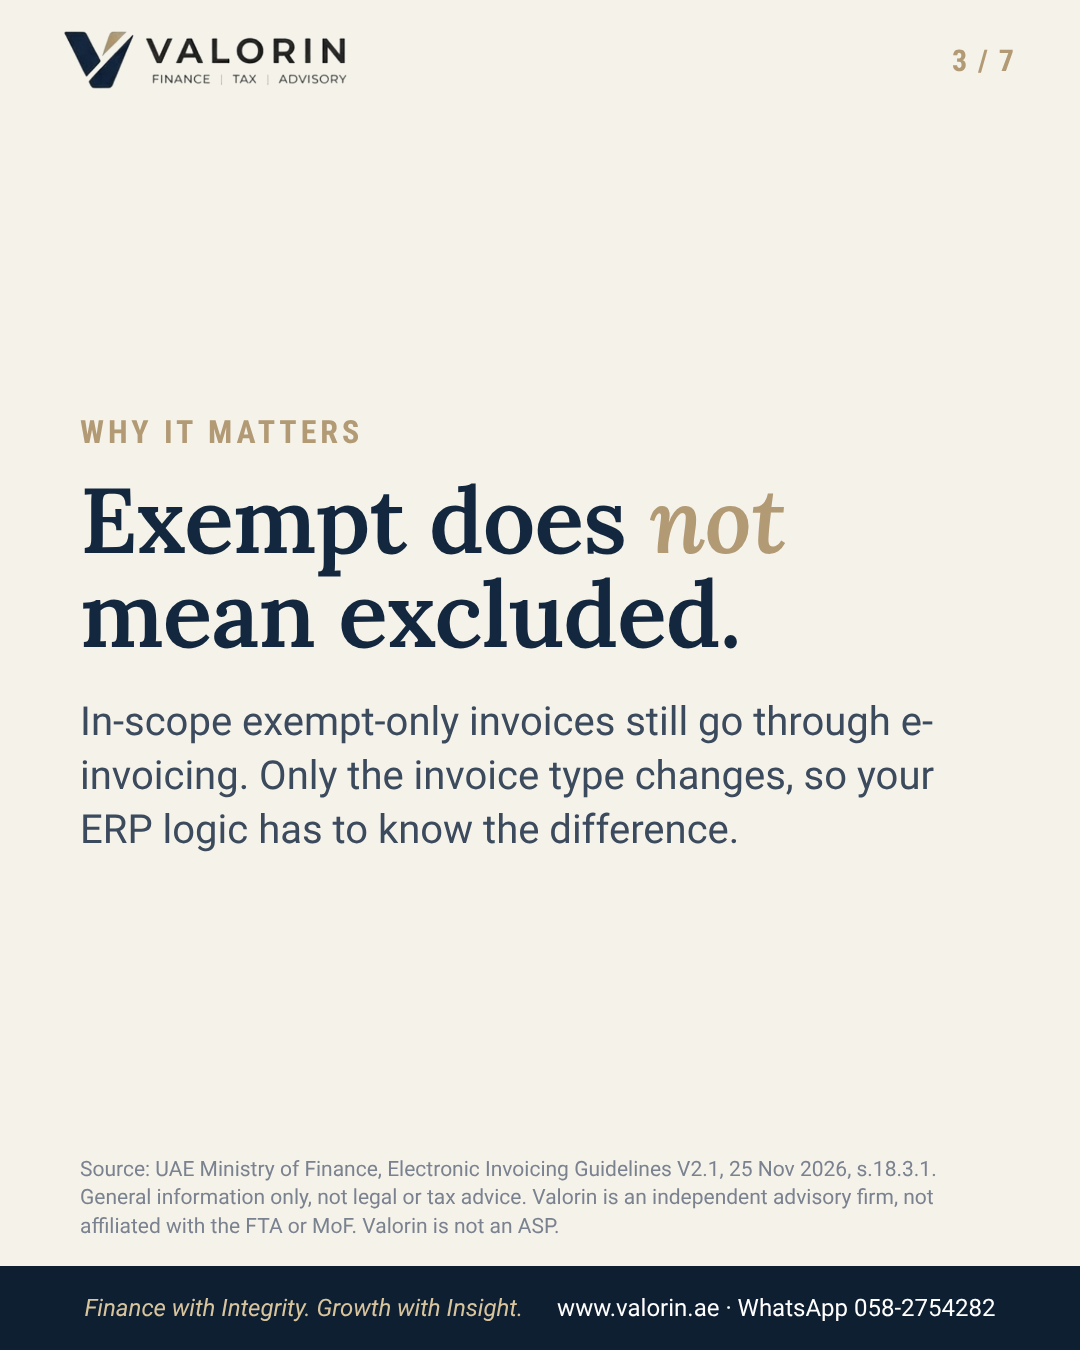 VALORIN
FINANCE | TAX | ADVISORY
3 / 7
WHY IT MATTERS
Exempt does not
mean excluded.
In-scope exempt-only invoices still go through e-
invoicing. Only the invoice type changes, so your
ERP logic has to know the difference.
Source: UAE Ministry of Finance, Electronic Invoicing Guidelines V2.1, 25 Nov 2026, s.18.3.1.
General information only, not legal or tax advice. Valorin is an independent advisory firm, not
affiliated with the FTA or MoF. Valorin is not an ASP.
Finance with Integrity. Growth with Insight. www.valorin.ae · WhatsApp 058-2754282